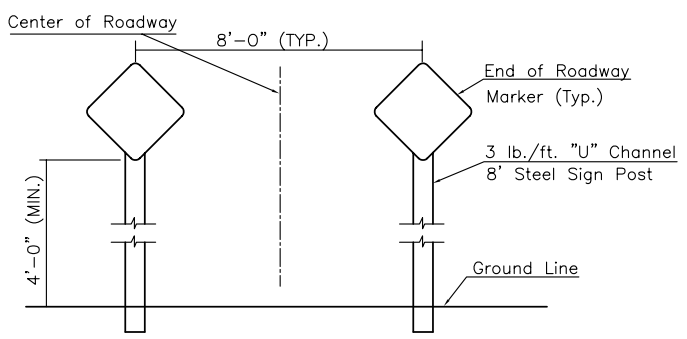 Center of Roadway
8'-0" (TYP.)
End of Roadway
Marker (Typ.)
3 lb./ft. "U" Channel
8' Steel Sign Post
4'-0" (MIN.)
Ground Line